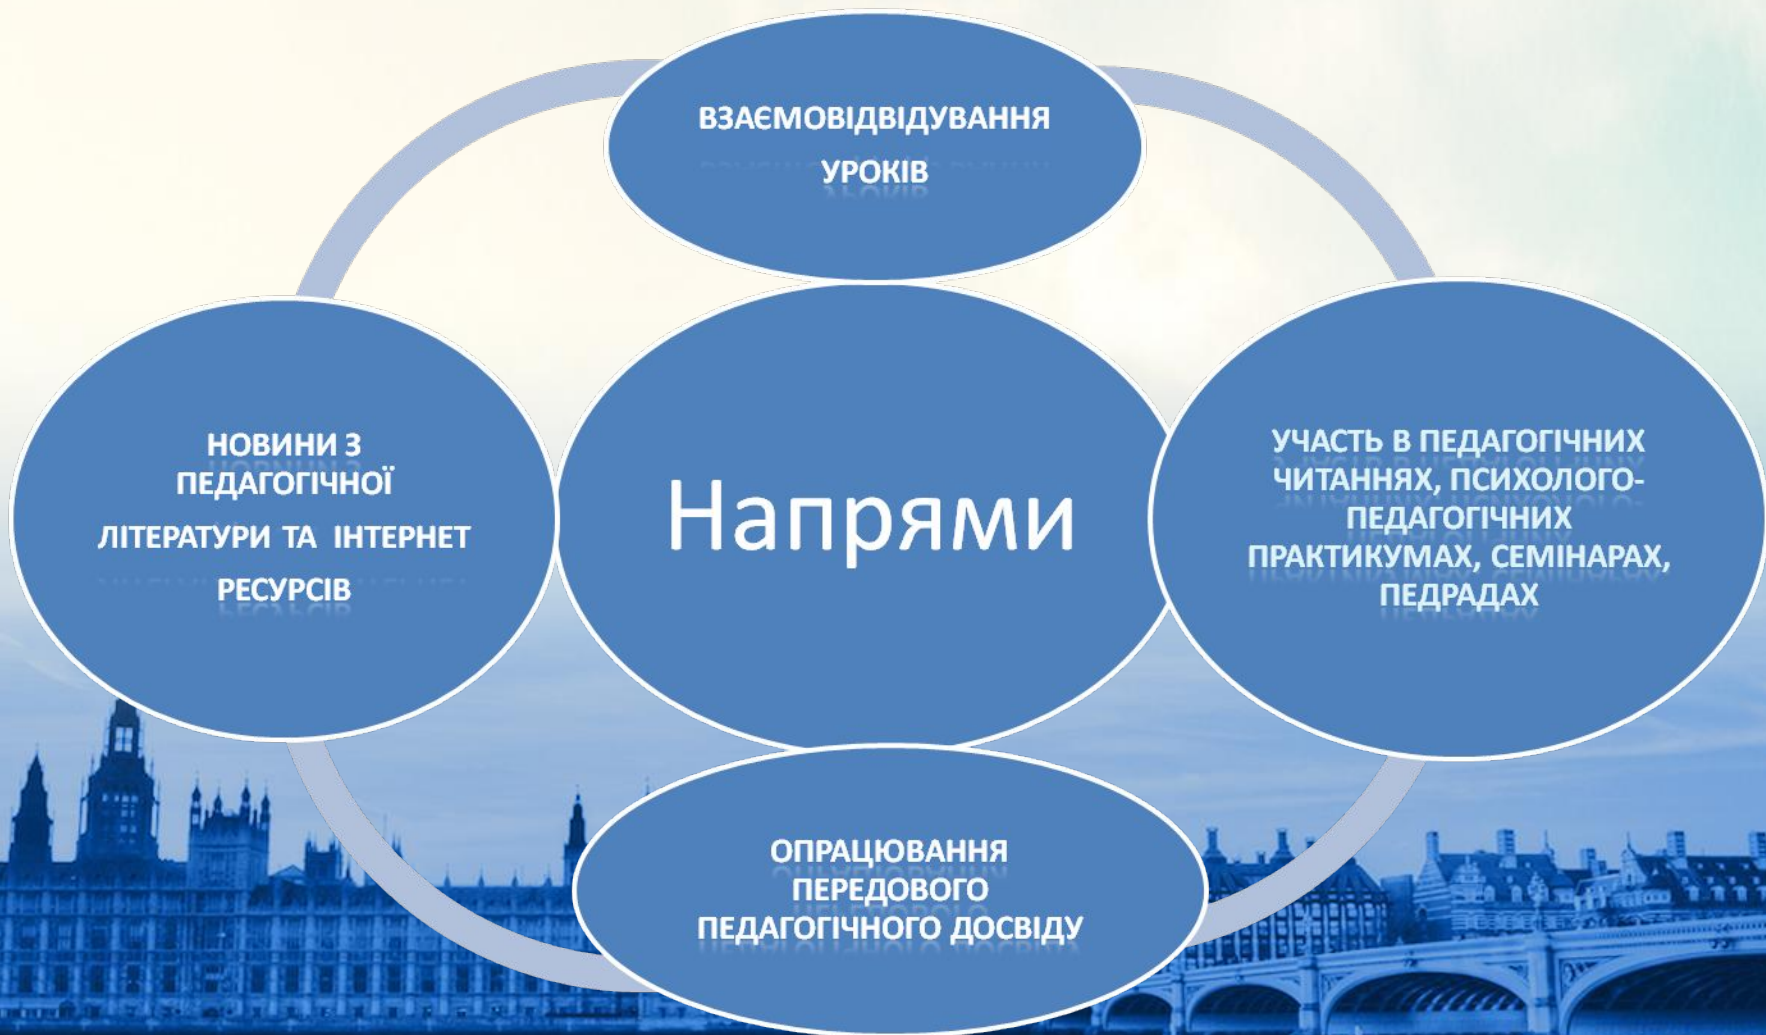 ВЗАЄМОВІДВІДУВАННЯ
УРОКІВ
НОВИНИ З
ПЕДАГОГІЧНОЇ
ЛІТЕРАТУРИ ТА ІНТЕРНЕТ
РЕСУРСІВ
Напрями
УЧАСТЬ В ПЕДАГОГІЧНИХ
ЧИТАННЯХ, ПСИХОЛОГО-
ПЕДАГОГІЧНИХ
ПРАКТИКУМАХ, СЕМІНАРАХ,
ПЕДРАДАХ
ОПРАЦЮВАННЯ
ПЕРЕДОВОГО
ПЕДАГОГІЧНОГО ДОСВІДУ